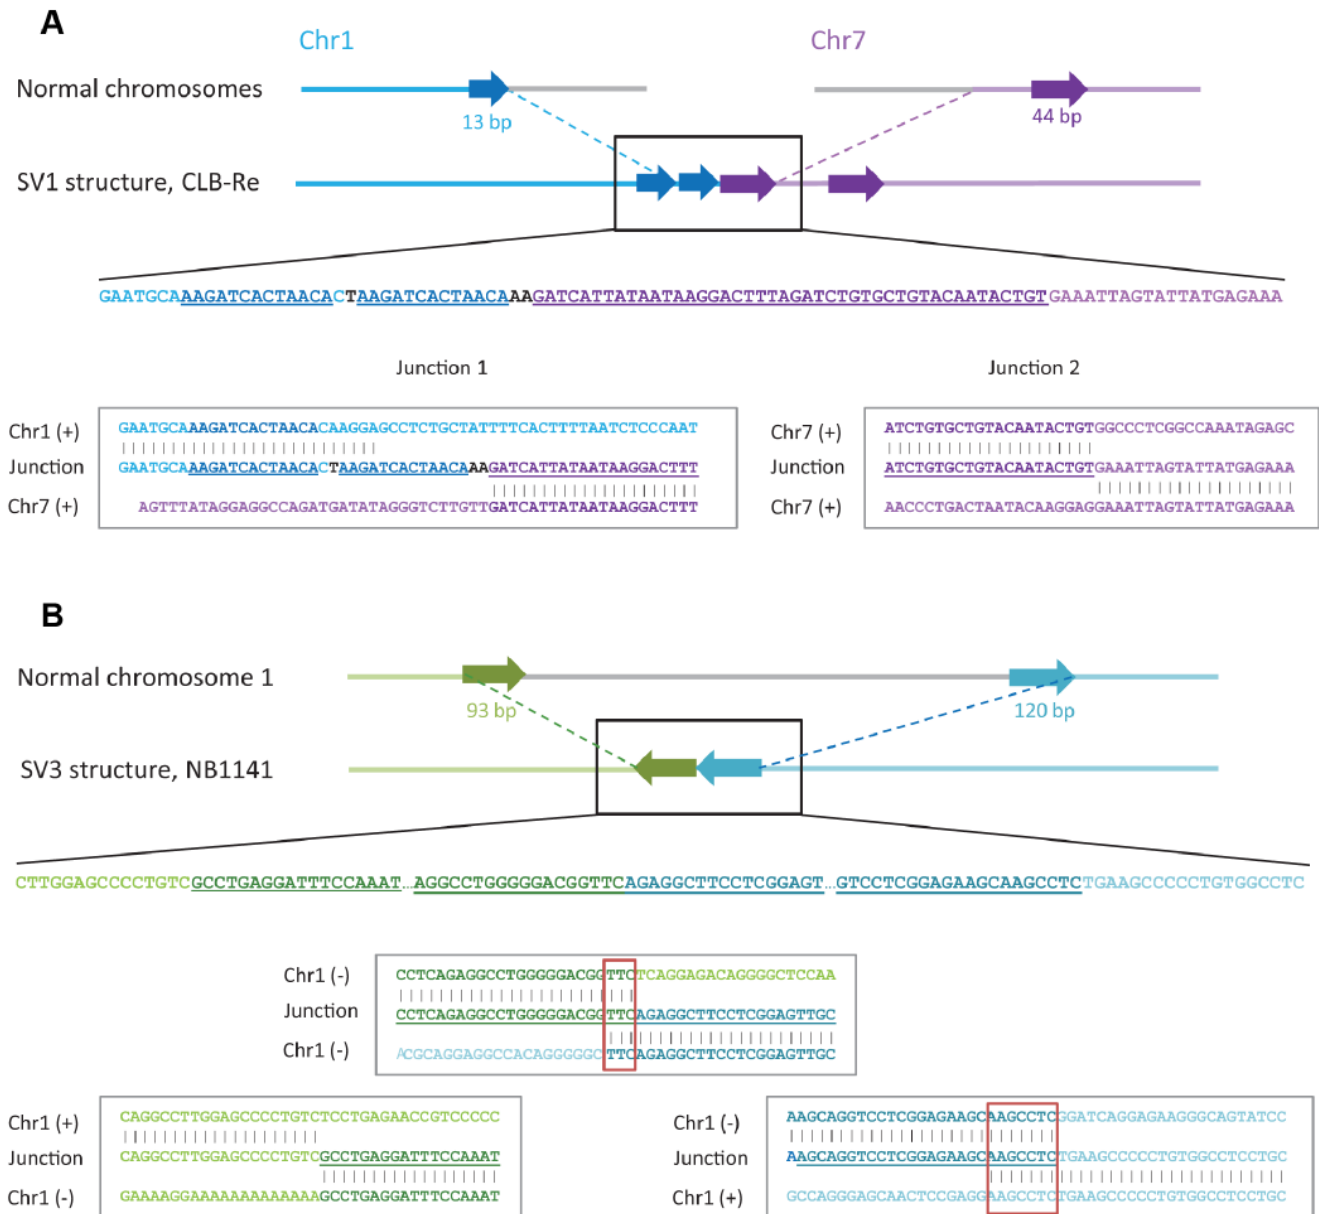 A
Chr1 Chr7
Normal chromosomes
13 bp 44 bp
SV1 structure, CLB-Re
GAATGCAAAGATCACTAACACTAAGATCACTAACAAAGATCATTATAATAAGGACTTTAGATCTGTGCTGTACAATACTGTGAAATTAGTATTATGAGAAA
Junction 1 Junction 2
Chr1 (+) GAATGCAAAGATCACTAACACAAGGAGCCTCTGCTATTTTCACTTTTAATCTCCCAAT
Junction GAATGCAAAGATCACTAACACTAAGATCACTAACAAAGATCATTATAATAAGGACTTT
Chr7 (+) AGTTTATAGGAGGCCAGATGATATAGGGTCTTGTTGATCATTATAATAAGGACTTT
Chr7 (+) ATCTGTGCTGTACAATACTGTGGCCCTCGGCCAAATAGAGC
Junction ATCTGTGCTGTACAATACTGTGAAATTAGTATTATGAGAAA
Chr7 (+) AACCCTGACTAATACAAGGAGGAAATTAGTATTATGAGAAA
B
Normal chromosome 1
93 bp 120 bp
SV3 structure, NB1141
CTTGGAGCCCCTGTCGCCTGAGGATTTCCAAAT...AGGCCTGGGGGACGGTTCAGAGGCTTCCTCGGAGT...GTCCTCGGAGAAGCAAGCCTCTGAAGCCCCCTGTGGCCTC
Chr1 (-) CCTCAGAGGCCTGGGGGACGGTTCTCAGGAGACAGGGGCTCCAA
Junction CCTCAGAGGCCTGGGGGACGGTTCAGAGGCTTCCTCGGAGTTGC
Chr1 (-) ACGCAGGAGGCCACAGGGGGCTTCAGAGGCTTCCTCGGAGTTGC
Chr1 (+) CAGGCCTTGGAGCCCCTGTCTCCTGAGAACCGTCCCCC
Junction CAGGCCTTGGAGCCCCTGTCGCCTGAGGATTTCCAAAT
Chr1 (-) GAAAAGGAAAAAAAAAAAAAGCCTGAGGATTTCCAAAT
Chr1 (-) AAGCAGGTCCTCGGAGAAGCAAGCCTCGGATCAGGAGAAGGGCAGTATCC
Junction AAGCAGGTCCTCGGAGAAGCAAGCCTCTGAAGCCCCCTGTGGCCTCCTGC
Chr1 (+) GCCAGGGAGCAACTCCGAGGAAGCCTCTGAAGCCCCCTGTGGCCTCCTGC